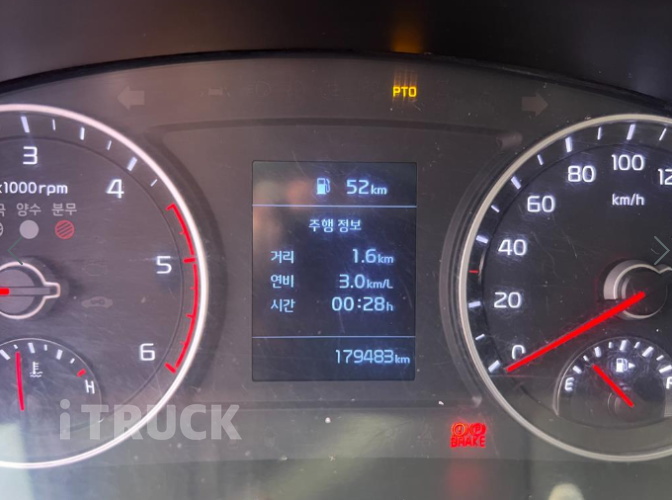 PTO
3
4
5
6
x1000rpm
양수 분무
H
52km
주행 정보
거리 1.6km
연비 3.0km/L
시간 00:28h
179483km
0
20
40
60
80
100
km/h
E
F
BRAKE
iTRUCK